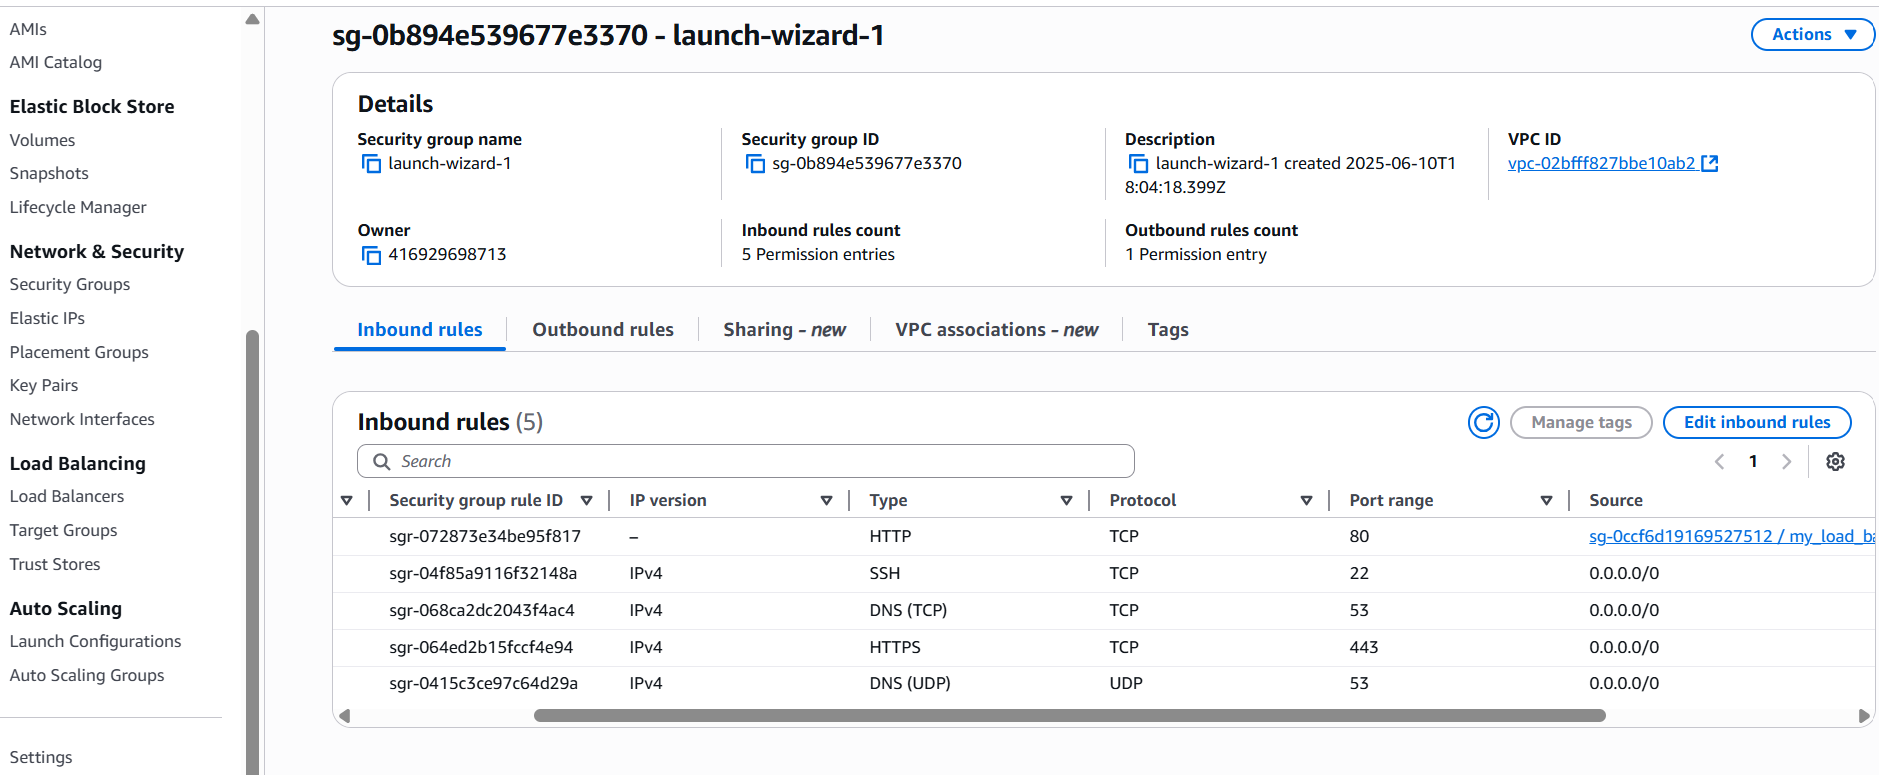 AMIs
AMI Catalog
Elastic Block Store
Volumes
Snapshots
Lifecycle Manager
Network & Security
Security Groups
Elastic IPs
Placement Groups
Key Pairs
Network Interfaces
Load Balancing
Load Balancers
Target Groups
Trust Stores
Auto Scaling
Launch Configurations
Auto Scaling Groups
Settings
sg-0b894e539677e3370 - launch-wizard-1
Actions
Details
Security group name
launch-wizard-1
Security group ID
sg-0b894e539677e3370
Description
launch-wizard-1 created 2025-06-10T1
8:04:18.399Z
VPC ID
vpc-02bfff827bbe10ab2
Owner
416929698713
Inbound rules count
5 Permission entries
Outbound rules count
1 Permission entry
Inbound rules
Outbound rules
Sharing - new
VPC associations - new
Tags
Inbound rules (5)
Manage tags
Edit inbound rules
Search
1
Security group rule ID IP version Type Protocol Port range Source
sgr-072873e34be95f817 – HTTP TCP 80 sg-0ccf6d19169527512 / my_load_ba
sgr-04f85a9116f32148a IPv4 SSH TCP 22 0.0.0.0/0
sgr-068ca2dc2043f4ac4 IPv4 DNS (TCP) TCP 53 0.0.0.0/0
sgr-064ed2b15fccf4e94 IPv4 HTTPS TCP 443 0.0.0.0/0
sgr-0415c3ce97c64d29a IPv4 DNS (UDP) UDP 53 0.0.0.0/0